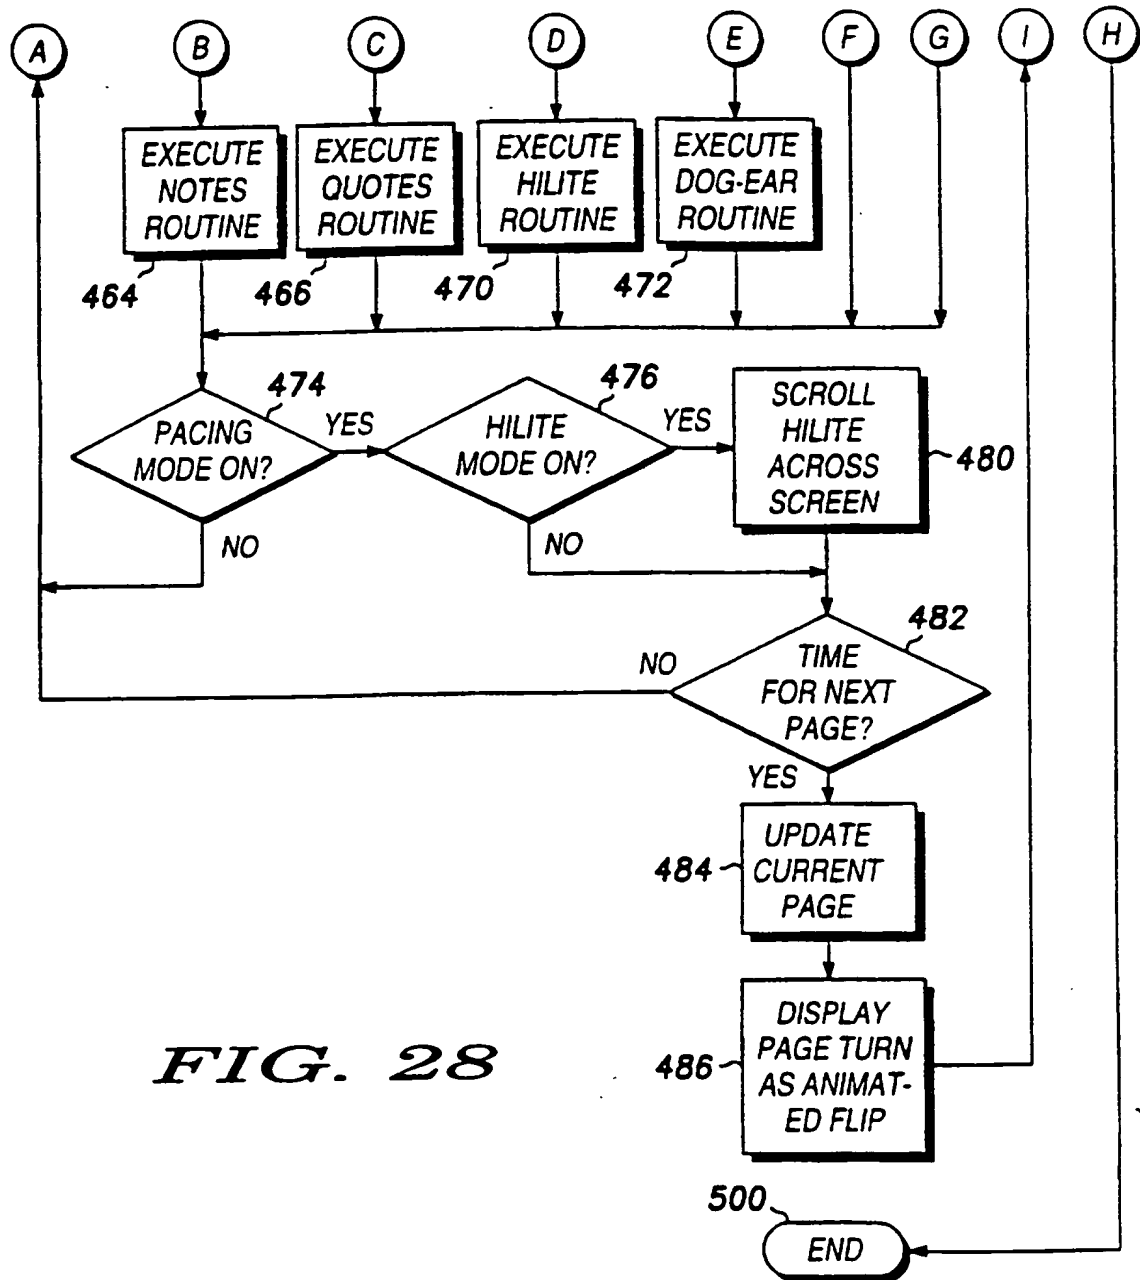 A B C D E F G I H
EXECUTE
NOTES
ROUTINE
464
EXECUTE
QUOTES
ROUTINE
466
EXECUTE
HILITE
ROUTINE
470
EXECUTE
DOG-EAR
ROUTINE
472
474
PACING
MODE ON?
YES
NO
476
HILITE
MODE ON?
YES
NO
SCROLL
HILITE
ACROSS
SCREEN
480
482
TIME
FOR NEXT
PAGE?
NO
YES
484
UPDATE
CURRENT
PAGE
486
DISPLAY
PAGE TURN
AS ANIMAT-
ED FLIP
FIG. 28
500
END